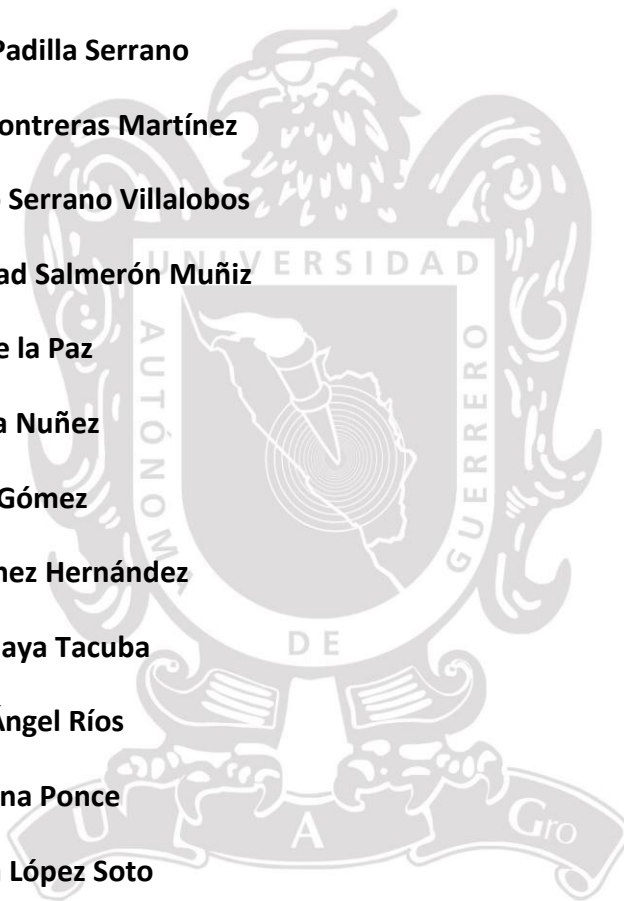 Padilla Serrano
ontreras Martínez
Serrano Villalobos
ad Salmerón Muñiz
e la Paz
a Nuñez
Gómez
nez Hernández
aya Tacuba
Ángel Ríos
na Ponce
López Soto
UNIVERSIDAD
AUTÓNOMA
DE
GUERRERO
U
A
Gro